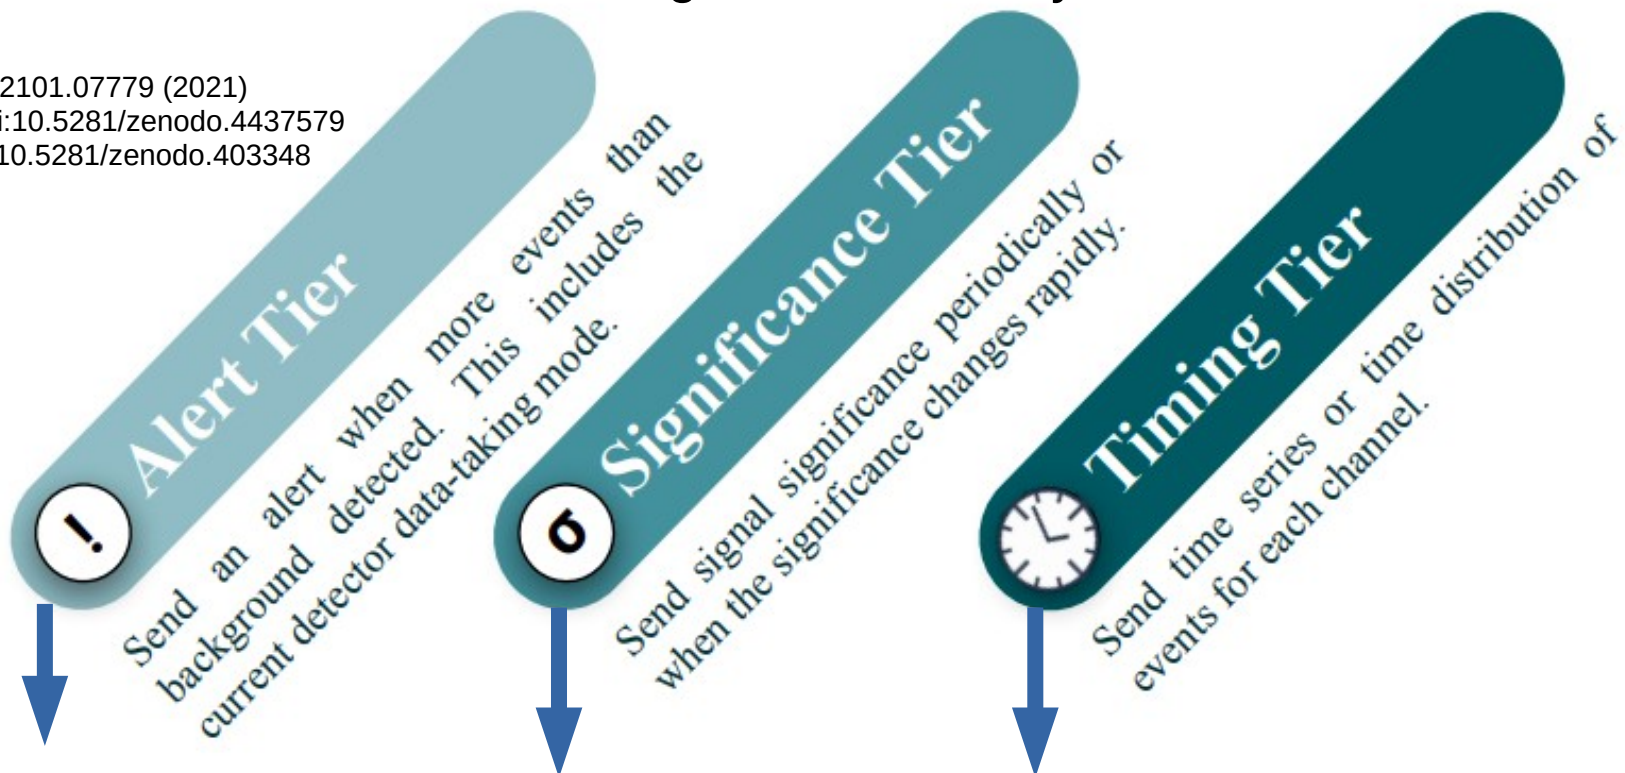 2101.07779 (2021)
i:10.5281/zenodo.4437579
10.5281/zenodo.403348
!
Alert Tier
Send an alert when more events than
background detected. This includes the
current detector data-taking mode.
σ
Significance Tier
Send signal significance periodically or
when the significance changes rapidly.
Timing Tier
Send time series or time distribution of
events for each channel.